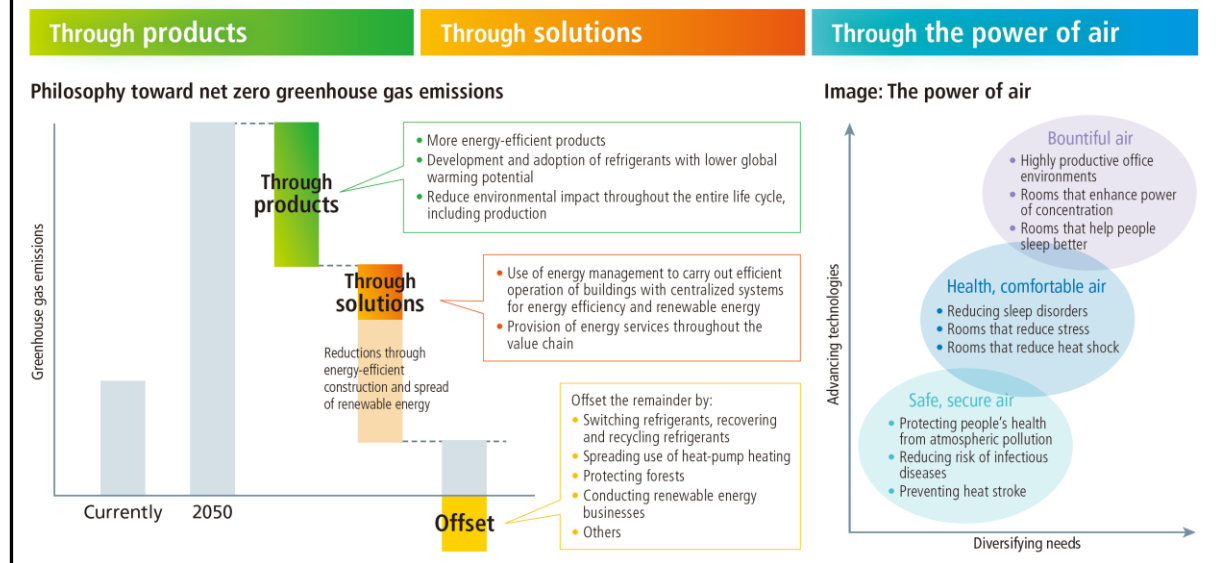 Through products
Through solutions
Through the power of air
Philosophy toward net zero greenhouse gas emissions
Greenhouse gas emissions
Currently
2050
Through
products
• More energy-efficient products
• Development and adoption of refrigerants with lower global
warming potential
• Reduce environmental impact throughout the entire life cycle,
including production
Through
solutions
• Use of energy management to carry out efficient
operation of buildings with centralized systems
for energy efficiency and renewable energy
• Provision of energy services throughout the
value chain
Reductions through
energy-efficient
construction and spread
of renewable energy
Offset
Offset the remainder by:
• Switching refrigerants, recovering
and recycling refrigerants
• Spreading use of heat-pump heating
• Protecting forests
• Conducting renewable energy
businesses
• Others
Image: The power of air
Advancing technologies
Bountiful air
• Highly productive office
environments
• Rooms that enhance power
of concentration
• Rooms that help people
sleep better
Health, comfortable air
• Reducing sleep disorders
• Rooms that reduce stress
• Rooms that reduce heat shock
Safe, secure air
• Protecting people's health
from atmospheric pollution
• Reducing risk of infectious
diseases
• Preventing heat stroke
Diversifying needs